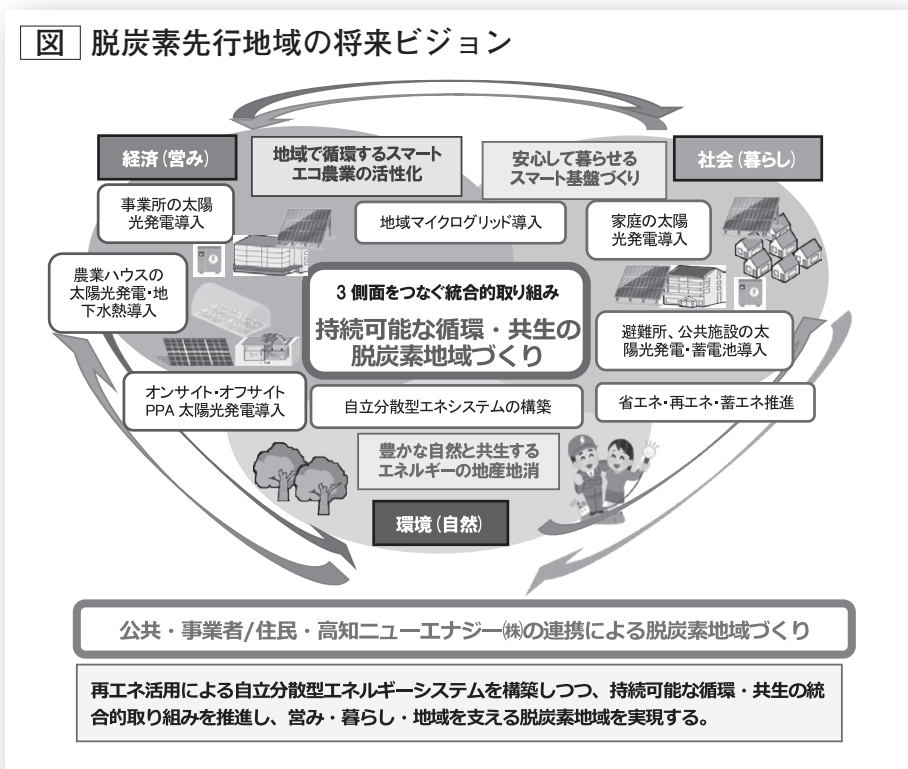 図 脱炭素先行地域の将来ビジョン
経済(営み)
地域で循環するスマート
エコ農業の活性化
安心して暮らせる
スマート基盤づくり
社会(暮らし)
事業所の太陽
光発電導入
地域マイクログリッド導入
家庭の太陽
光発電導入
農業ハウスの
太陽光発電・地
下水熱導入
3側面をつなぐ統合的取り組み
持続可能な循環・共生の
脱炭素地域づくり
避難所、公共施設の太
陽光発電・蓄電池導入
オンサイト・オフサイト
PPA 太陽光発電導入
自立分散型エネシステムの構築
省エネ・再エネ・蓄エネ推進
豊かな自然と共生する
エネルギーの地産地消
環境(自然)
公共・事業者/住民・高知ニューエナジー㈱の連携による脱炭素地域づくり
再エネ活用による自立分散型エネルギーシステムを構築しつつ、持続可能な循環・共生の統
合的取り組みを推進し、営み・暮らし・地域を支える脱炭素地域を実現する。